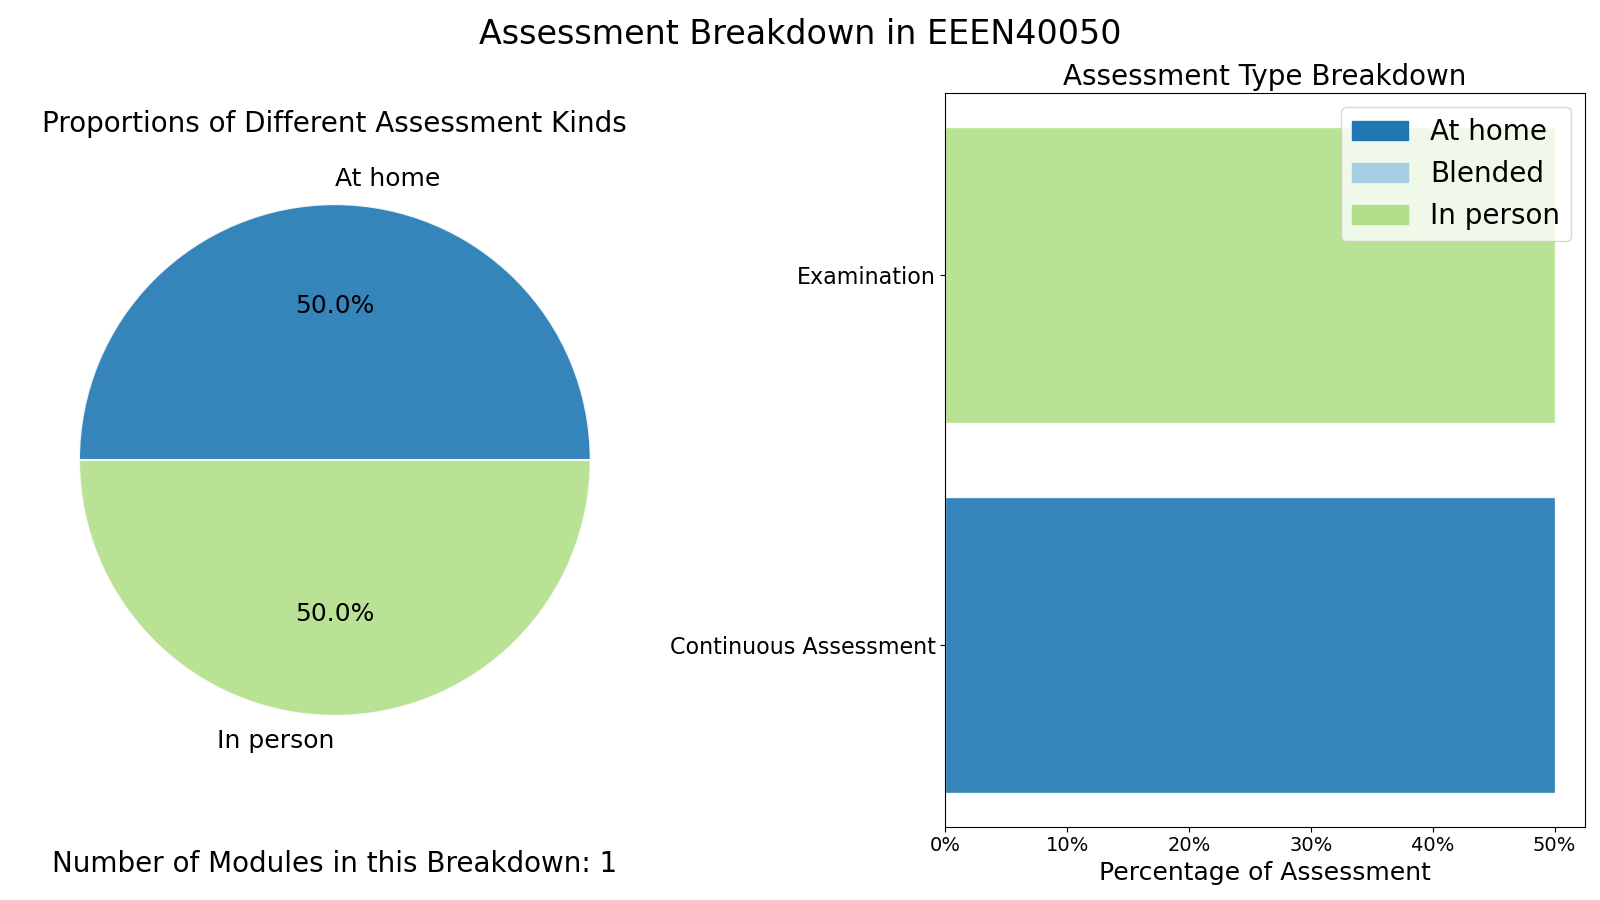 Assessment Breakdown in EEEN40050
Proportions of Different Assessment Kinds
At home
50.0%
50.0%
In person
Number of Modules in this Breakdown: 1
Assessment Type Breakdown
At home
Blended
In person
Examination
Continuous Assessment
0% 10% 20% 30% 40% 50%
Percentage of Assessment